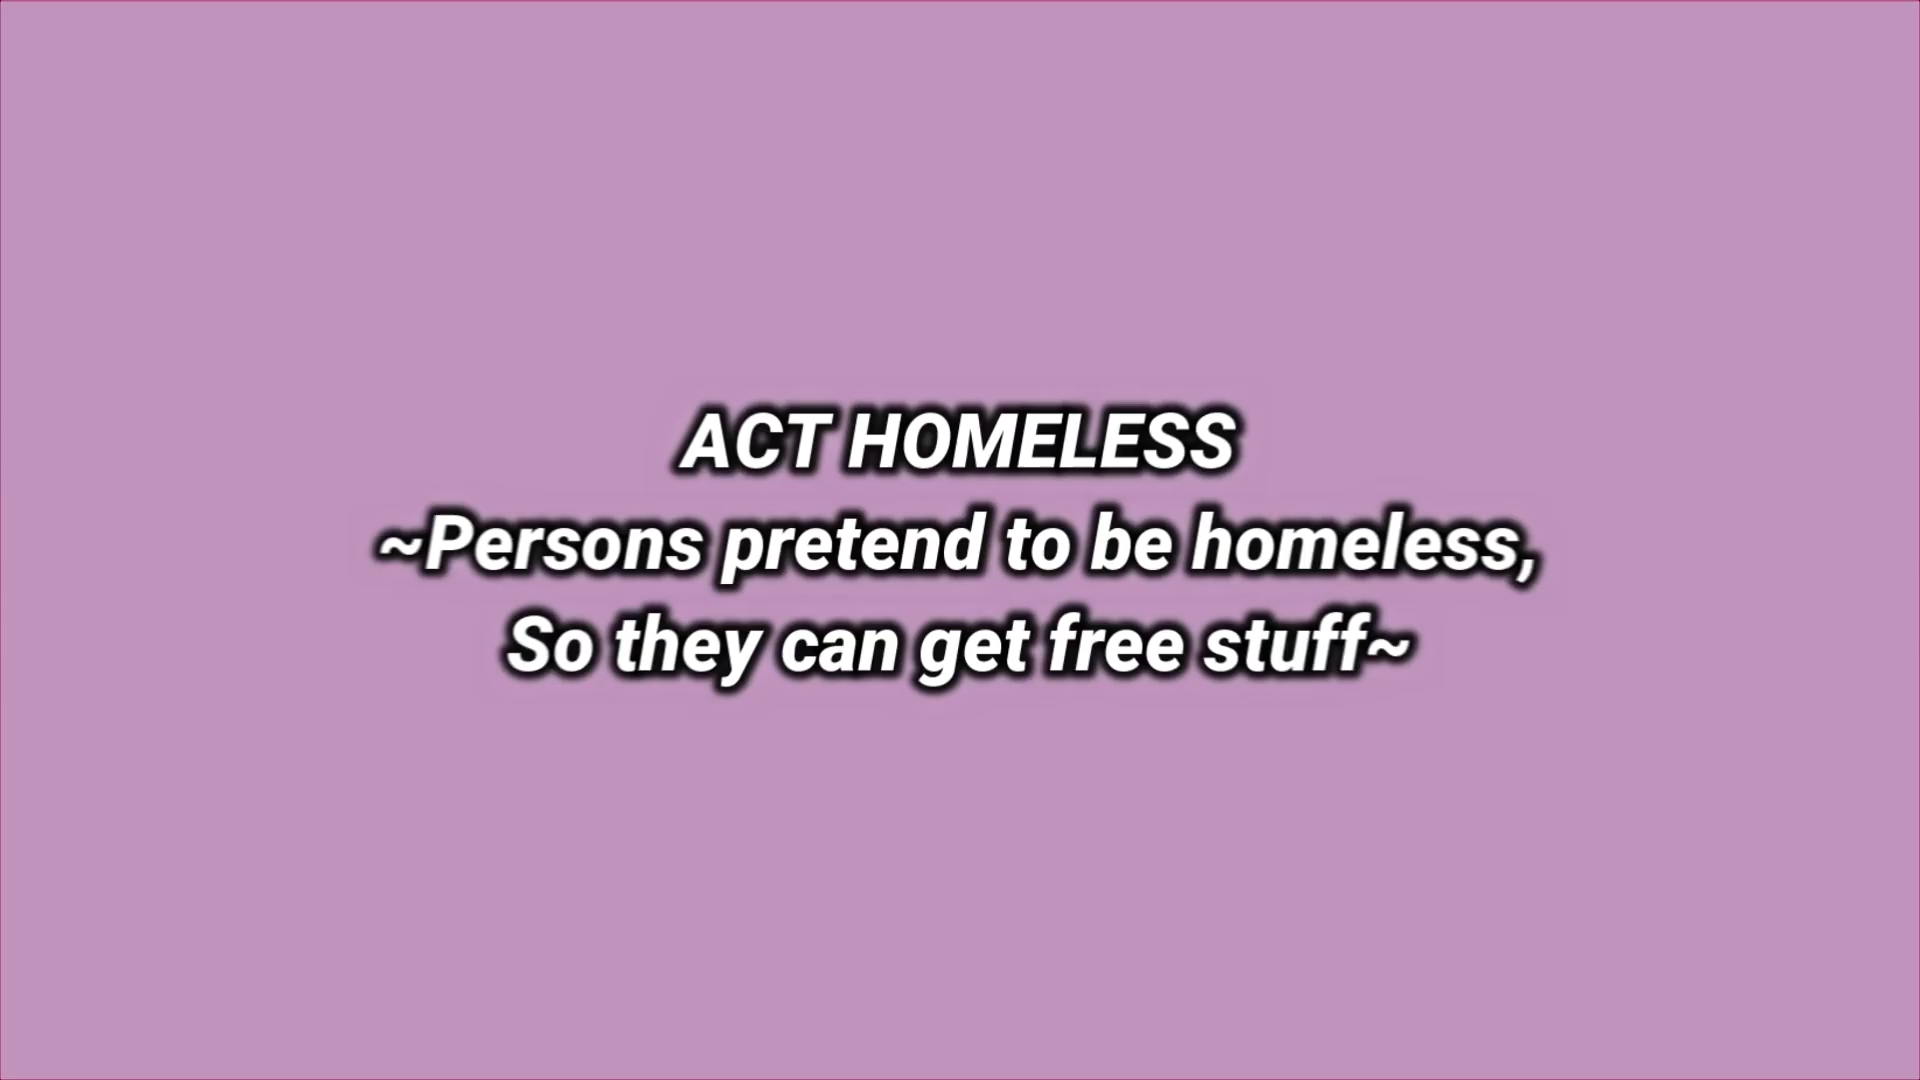 ACT HOMELESS
~Persons pretend to be homeless,
So they can get free stuff~